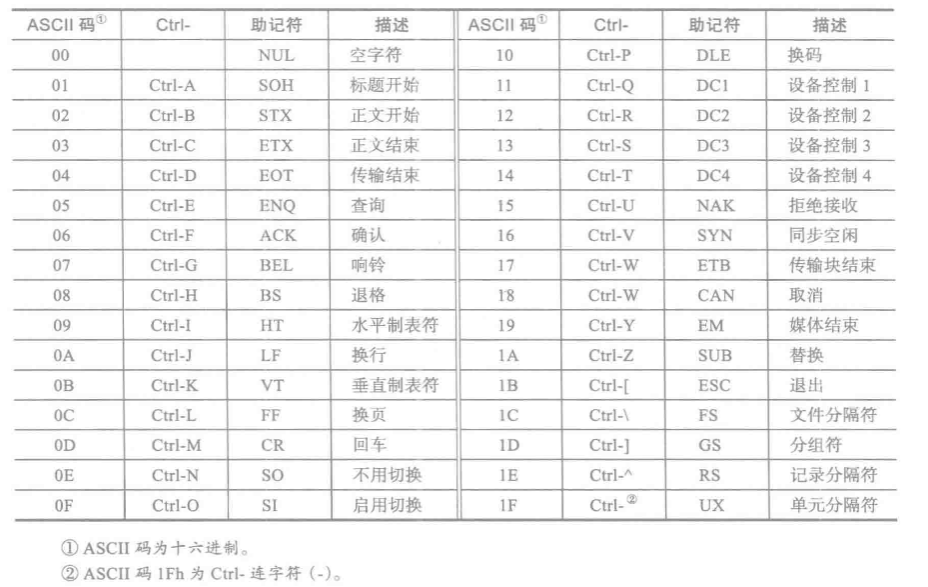 ASCII 码① Ctrl- 助记符 描述 ASCII 码① Ctrl- 助记符 描述
00 NUL 空字符 10 Ctrl-P DLE 换码
01 Ctrl-A SOH 标题开始 11 Ctrl-Q DC1 设备控制 1
02 Ctrl-B STX 正文开始 12 Ctrl-R DC2 设备控制 2
03 Ctrl-C ETX 正文结束 13 Ctrl-S DC3 设备控制 3
04 Ctrl-D EOT 传输结束 14 Ctrl-T DC4 设备控制 4
05 Ctrl-E ENQ 查询 15 Ctrl-U NAK 拒绝接收
06 Ctrl-F ACK 确认 16 Ctrl-V SYN 同步空闲
07 Ctrl-G BEL 响铃 17 Ctrl-W ETB 传输块结束
08 Ctrl-H BS 退格 18 Ctrl-W CAN 取消
09 Ctrl-I HT 水平制表符 19 Ctrl-Y EM 媒体结束
0A Ctrl-J LF 换行 1A Ctrl-Z SUB 替换
0B Ctrl-K VT 垂直制表符 1B Ctrl-[ ESC 退出
0C Ctrl-L FF 换页 1C Ctrl-\ FS 文件分隔符
0D Ctrl-M CR 回车 1D Ctrl-] GS 分组符
0E Ctrl-N SO 不用切换 1E Ctrl-^ RS 记录分隔符
0F Ctrl-O SI 启用切换 1F Ctrl-② UX 单元分隔符
① ASCII 码为十六进制。
② ASCII 码 1Fh 为 Ctrl- 连字符 (-)。